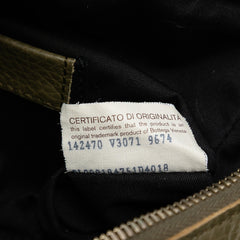 CERTIFICATO DI ORIGINALITÀ
this label certifies that the product is an
original trademark product of Bottega Veneta
142470 V3071 9674